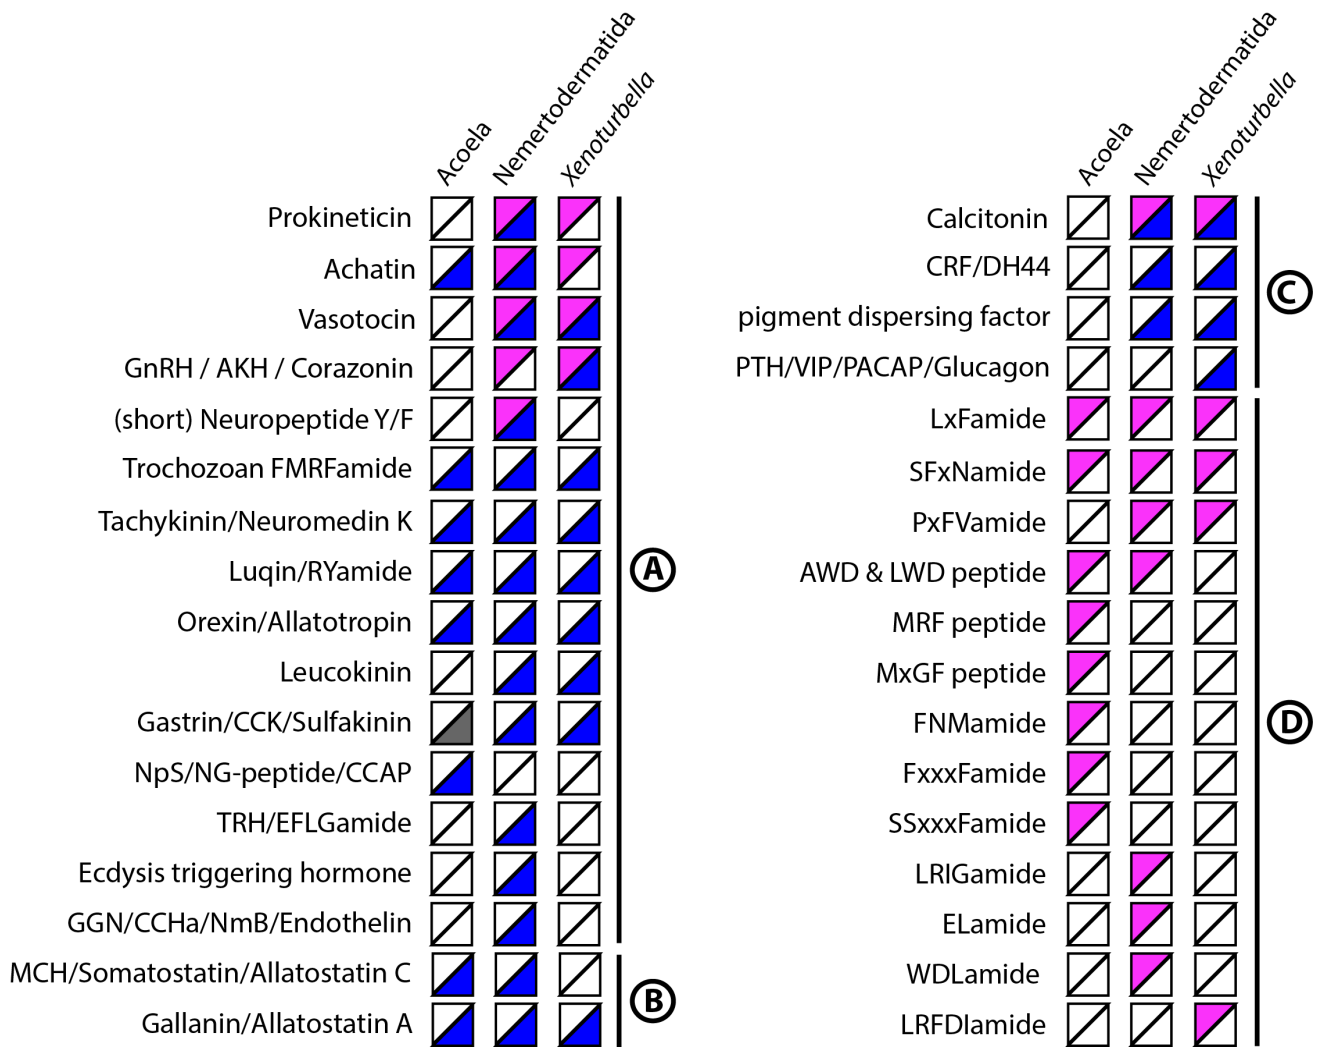 Acoela
Nemertodermatida
Xenoturbella
Prokineticin
Achatin
Vasotocin
GnRH / AKH / Corazonin
(short) Neuropeptide Y/F
Trochozoan FMRFamide
Tachykinin/Neuromedin K
Luqin/RYamide
Orexin/Allatotropin
Leucokinin
Gastrin/CCK/Sulfakinin
NpS/NG-peptide/CCAP
TRH/EFLGamide
Ecdysis triggering hormone
GGN/CCHa/NmB/Endothelin
A
MCH/Somatostatin/Allatostatin C
Gallanin/Allatostatin A
B
Acoela
Nemertodermatida
Xenoturbella
Calcitonin
CRF/DH44
pigment dispersing factor
PTH/VIP/PACAP/Glucagon
C
LxFamide
SFxNamide
PxFVamide
AWD & LWD peptide
MRF peptide
MxGF peptide
FNMamide
FxxxFamide
SSxxxFamide
LRIGamide
ELamide
WDLamide
LRFDIamide
D